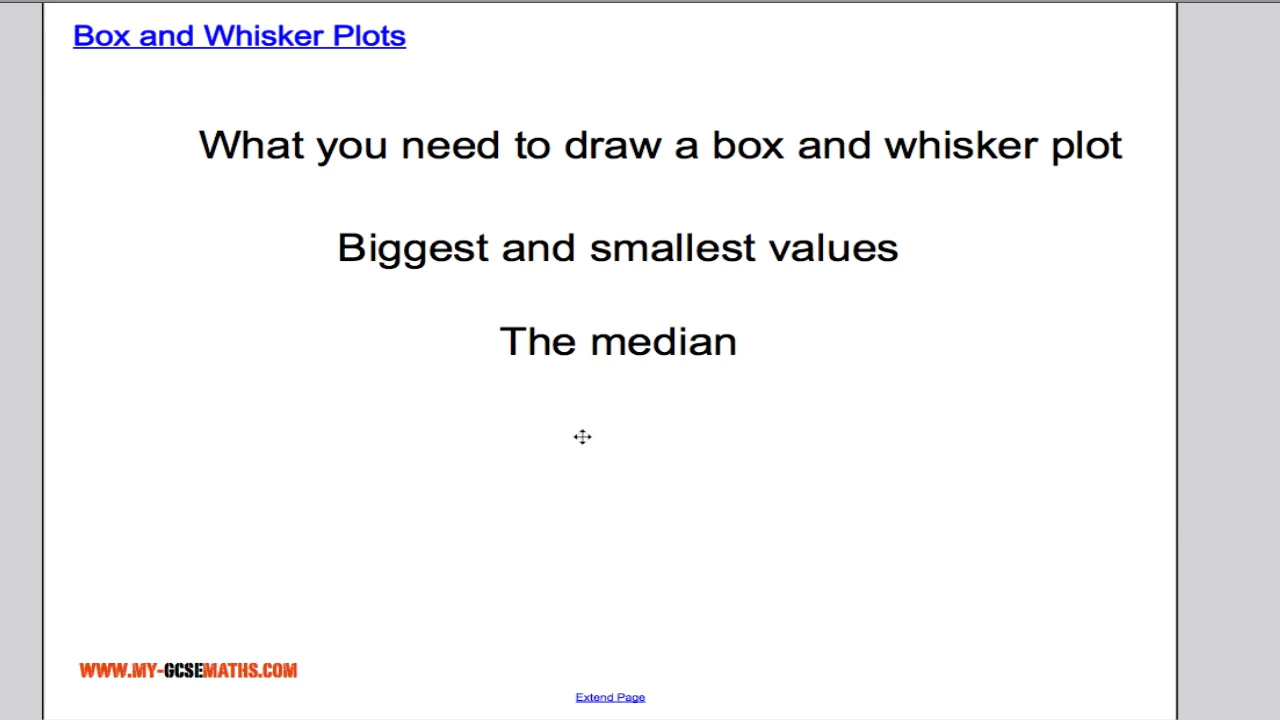 Box and Whisker Plots
What you need to draw a box and whisker plot
Biggest and smallest values
The median
WWW.MY-GCSEMATHS.COM
Extend Page